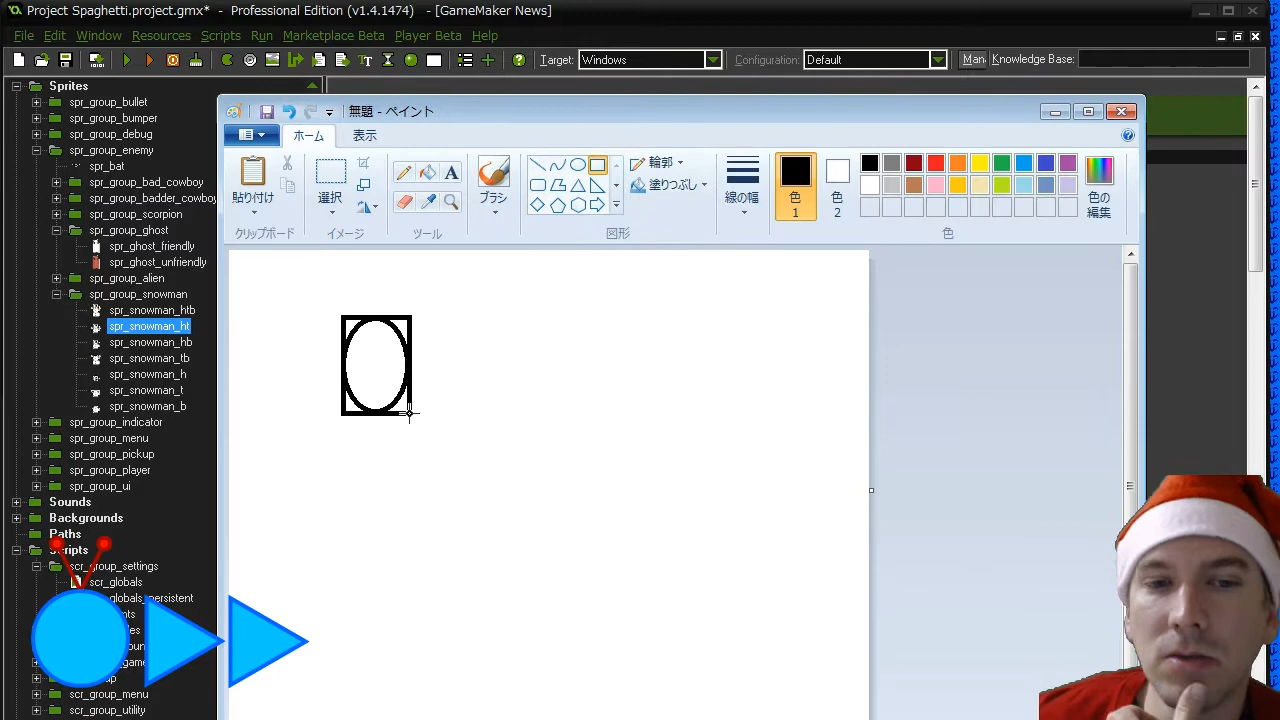 Project Spaghetti.project.gmx* - Professional Edition (v1.4.1474) - [GameMaker News]
File Edit Window Resources Scripts Run Marketplace Beta Player Beta Help
Target: Windows Configuration: Default Man Knowledge Base:
Sprites
spr_group_bullet
spr_group_bumper
spr_group_debug
spr_group_enemy
spr_bat
spr_group_bad_cowboy
spr_group_badder_cowboy
spr_group_scorpion
spr_group_ghost
spr_ghost_friendly
spr_ghost_unfriendly
spr_group_alien
spr_group_snowman
spr_snowman_htb
spr_snowman_ht
spr_snowman_hb
spr_snowman_tb
spr_snowman_h
spr_snowman_t
spr_snowman_b
spr_group_indicator
spr_group_menu
spr_group_pickup
spr_group_player
spr_group_ui
Sounds
Backgrounds
Paths
Scripts
scr_group_settings
scr_globals
globals_persistent
scr_group_menu
scr_group_utility
無題 - ペイント
ホーム 表示
貼り付け 選択 ブラシ 輪郭 塗りつぶし 線の幅 色 1 色 2 色の編集
クリップボード イメージ ツール 図形 色